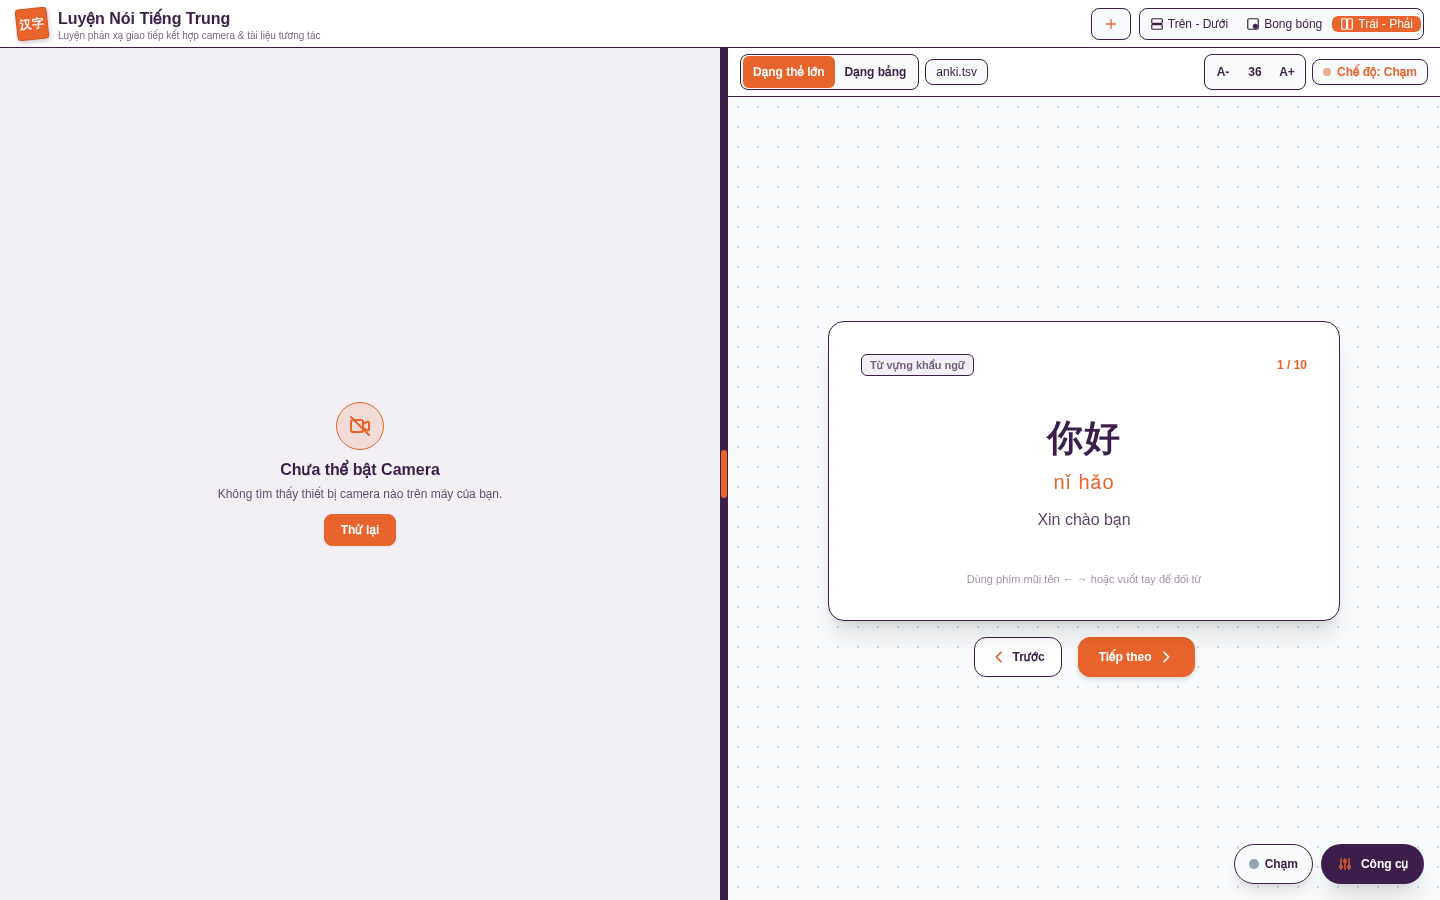 汉字
Luyện Nói Tiếng Trung
Luyện phản xạ giao tiếp kết hợp camera & tài liệu tương tác
Trên - Dưới
Bong bóng
Trái - Phải
Dạng thẻ lớn
Dạng bảng
anki.tsv
A-
36
A+
Chế độ: Chạm
Chưa thể bật Camera
Không tìm thấy thiết bị camera nào trên máy của bạn.
Thử lại
Từ vựng khẩu ngữ
1 / 10
你好
nǐ hǎo
Xin chào bạn
Dùng phím mũi tên ← → hoặc vuốt tay để đổi từ
Trước
Tiếp theo
Chạm
Công cụ